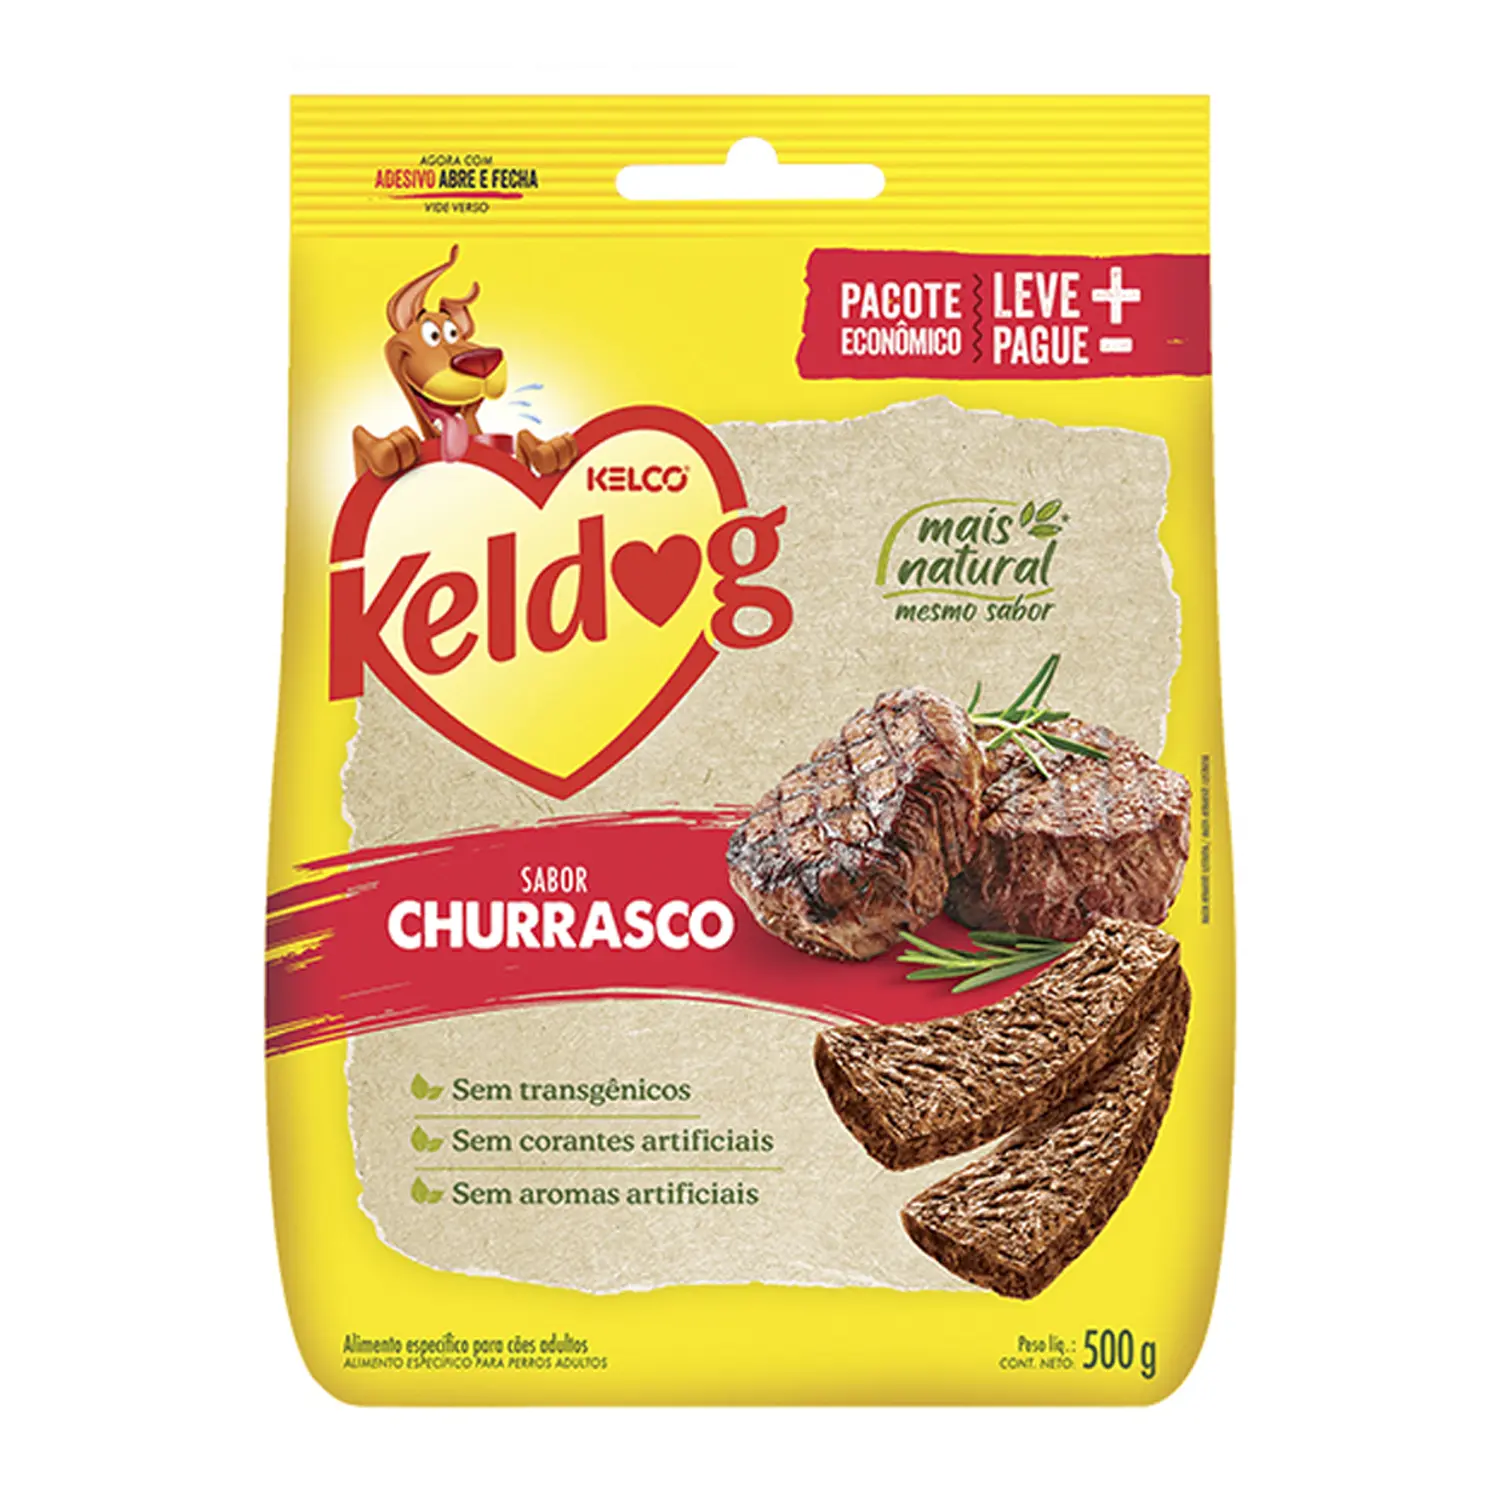 AGORA COM
ADESIVO ABRE E FECHA
VIDE VERSO
PACOTE
ECONÔMICO
LEVE +
PAGUE -
KELCO
Keldog
mais
natural
mesmo sabor
SABOR
CHURRASCO
Sem transgênicos
Sem corantes artificiais
Sem aromas artificiais
Alimento específico para cães adultos
ALIMENTO ESPECÍFICO PARA PERROS ADULTOS
Peso líq.: 500 g
CONT. NETO: